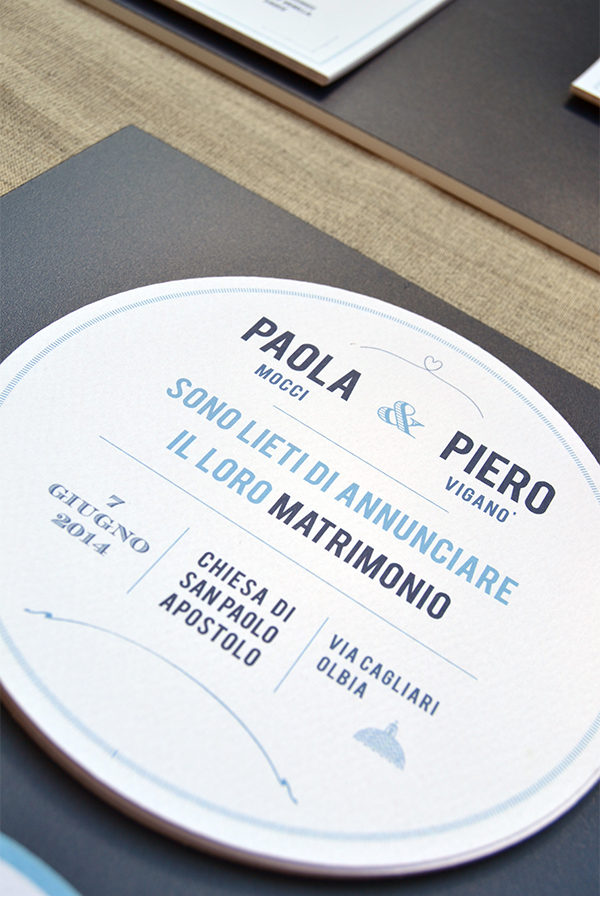 PAOLA
MOCCI
&
PIERO
VIGANO'
SONO LIETI DI ANNUNCIARE
IL LORO MATRIMONIO
7
GIUGNO
2014
CHIESA DI
SAN PAOLO
APOSTOLO
VIA CAGLIARI
OLBIA